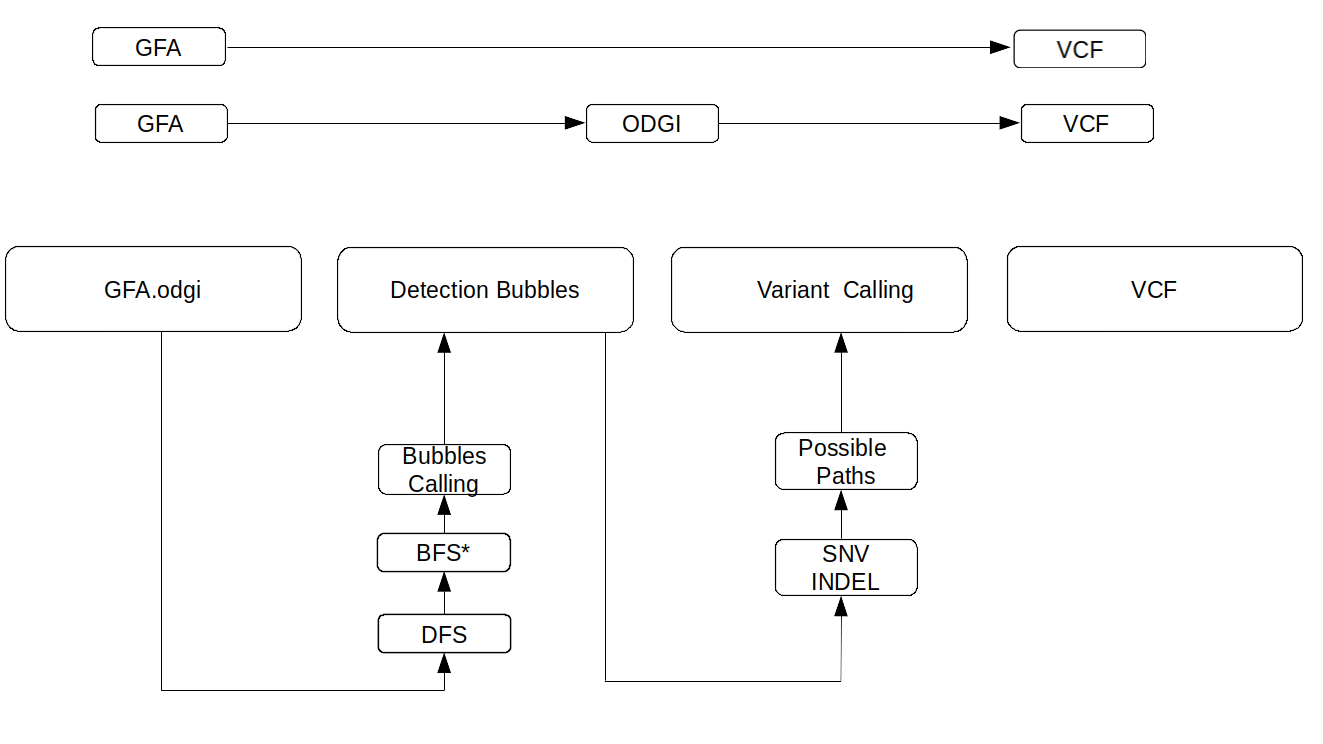 GFA
VCF
GFA
ODGI
VCF
GFA.odgi
Detection Bubbles
Variant  Calling
VCF
Bubbles
Calling
Possible
Paths
BFS*
SNV
INDEL
DFS